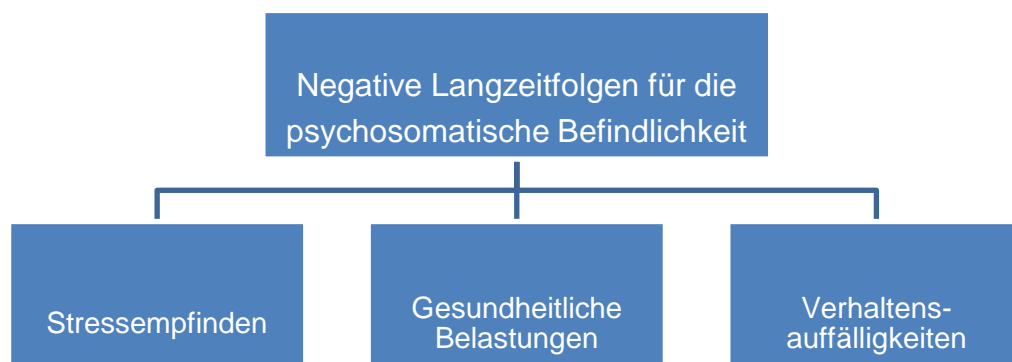 Negative Langzeitfolgen für die
psychosomatische Befindlichkeit
Stressempfinden
Gesundheitliche
Belastungen
Verhaltens-
auffälligkeiten